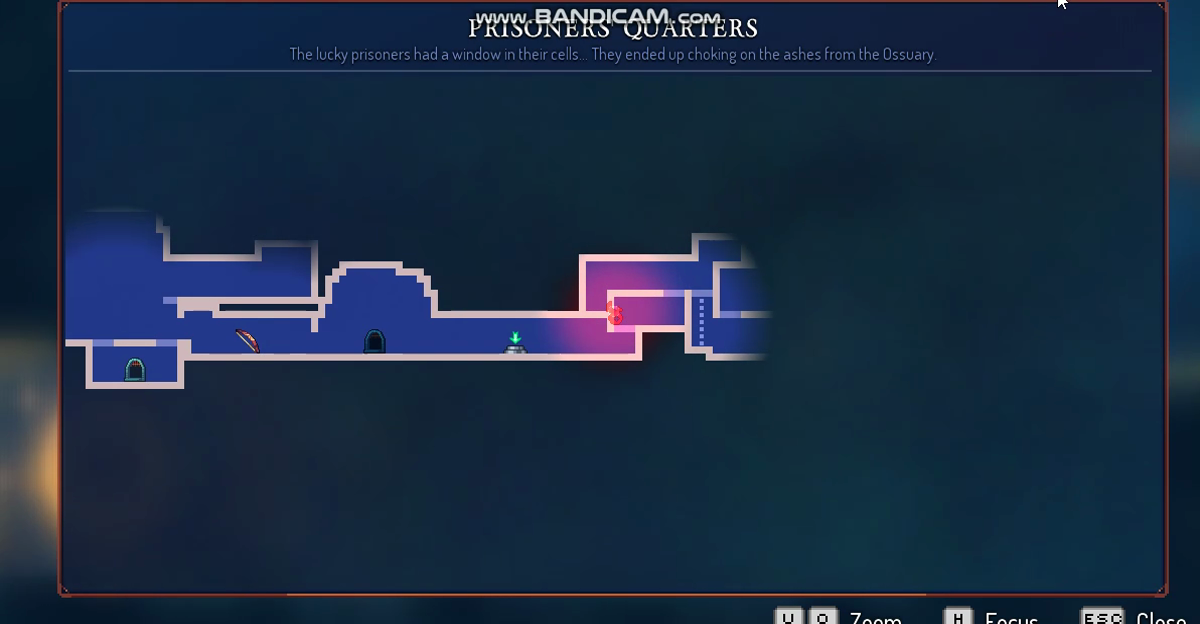 www.BANDICAM.com
PRISONERS' QUARTERS
The lucky prisoners had a window in their cells... They ended up choking on the ashes from the Ossuary.
Zoom H Focus ESC Close